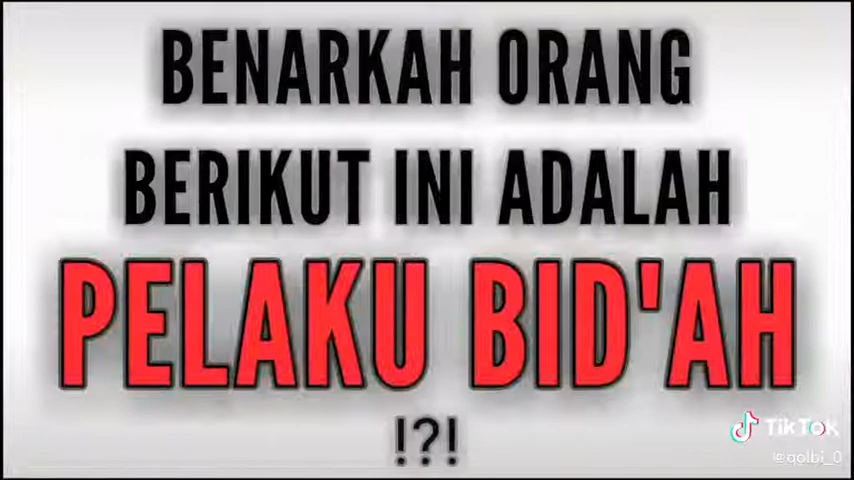 BENARKAH ORANG
BERIKUT INI ADALAH
PELAKU BID'AH
!?!
TikTok
@qolbi_0